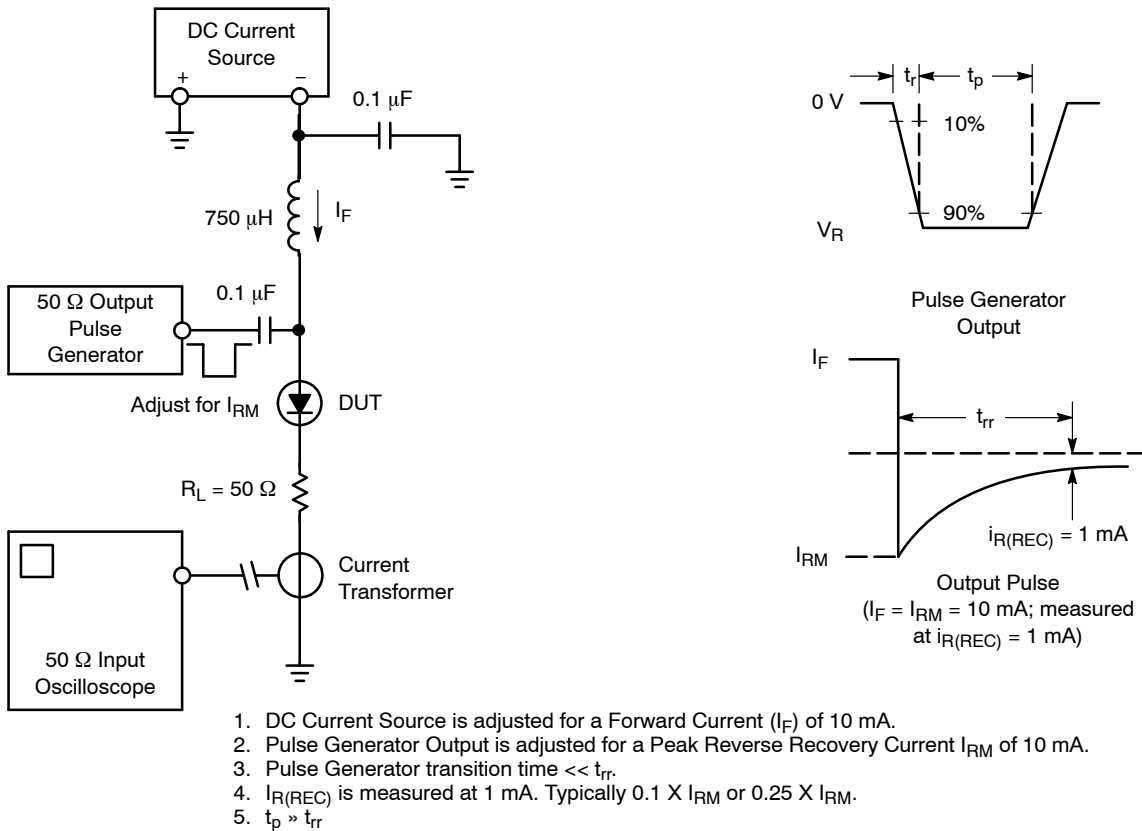 DC Current
Source
+
−
0.1 μF
750 μH
I_F
50 Ω Output
Pulse
Generator
0.1 μF
Adjust for I_RM
DUT
R_L = 50 Ω
Current
Transformer
50 Ω Input
Oscilloscope
t_r
t_p
0 V
10%
90%
V_R
Pulse Generator
Output
I_F
t_rr
i_R(REC) = 1 mA
I_RM
Output Pulse
(I_F = I_RM = 10 mA; measured
at i_R(REC) = 1 mA)
1. DC Current Source is adjusted for a Forward Current (I_F) of 10 mA.
2. Pulse Generator Output is adjusted for a Peak Reverse Recovery Current I_RM of 10 mA.
3. Pulse Generator transition time << t_rr.
4. I_R(REC) is measured at 1 mA. Typically 0.1 X I_RM or 0.25 X I_RM.
5. t_p » t_rr